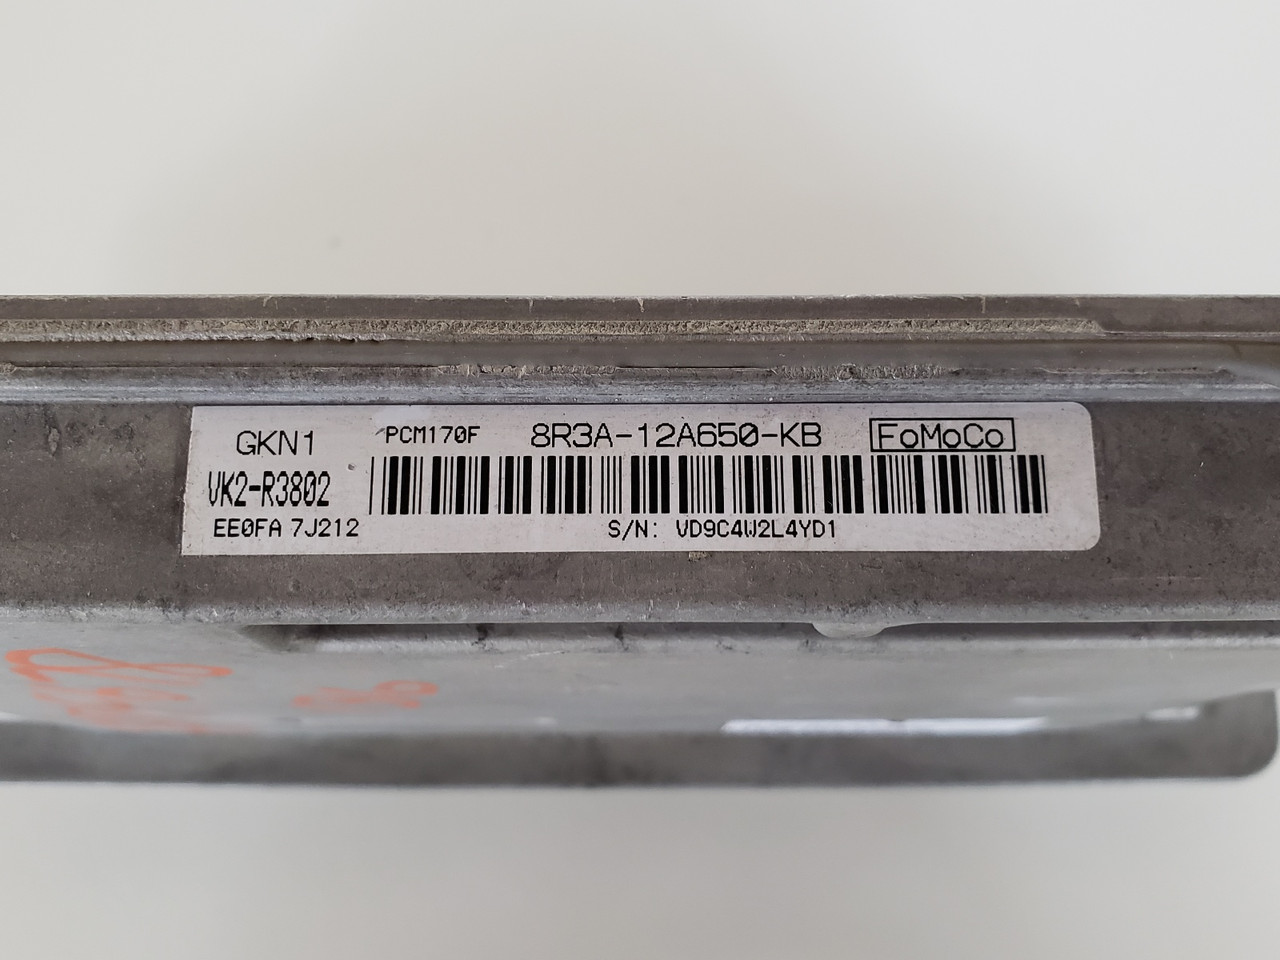 GKN1 PCM170F 8R3A-12A650-KB FoMoCo
VK2-R3802
EE0FA 7J212 S/N: VD9C4W2L4YD1